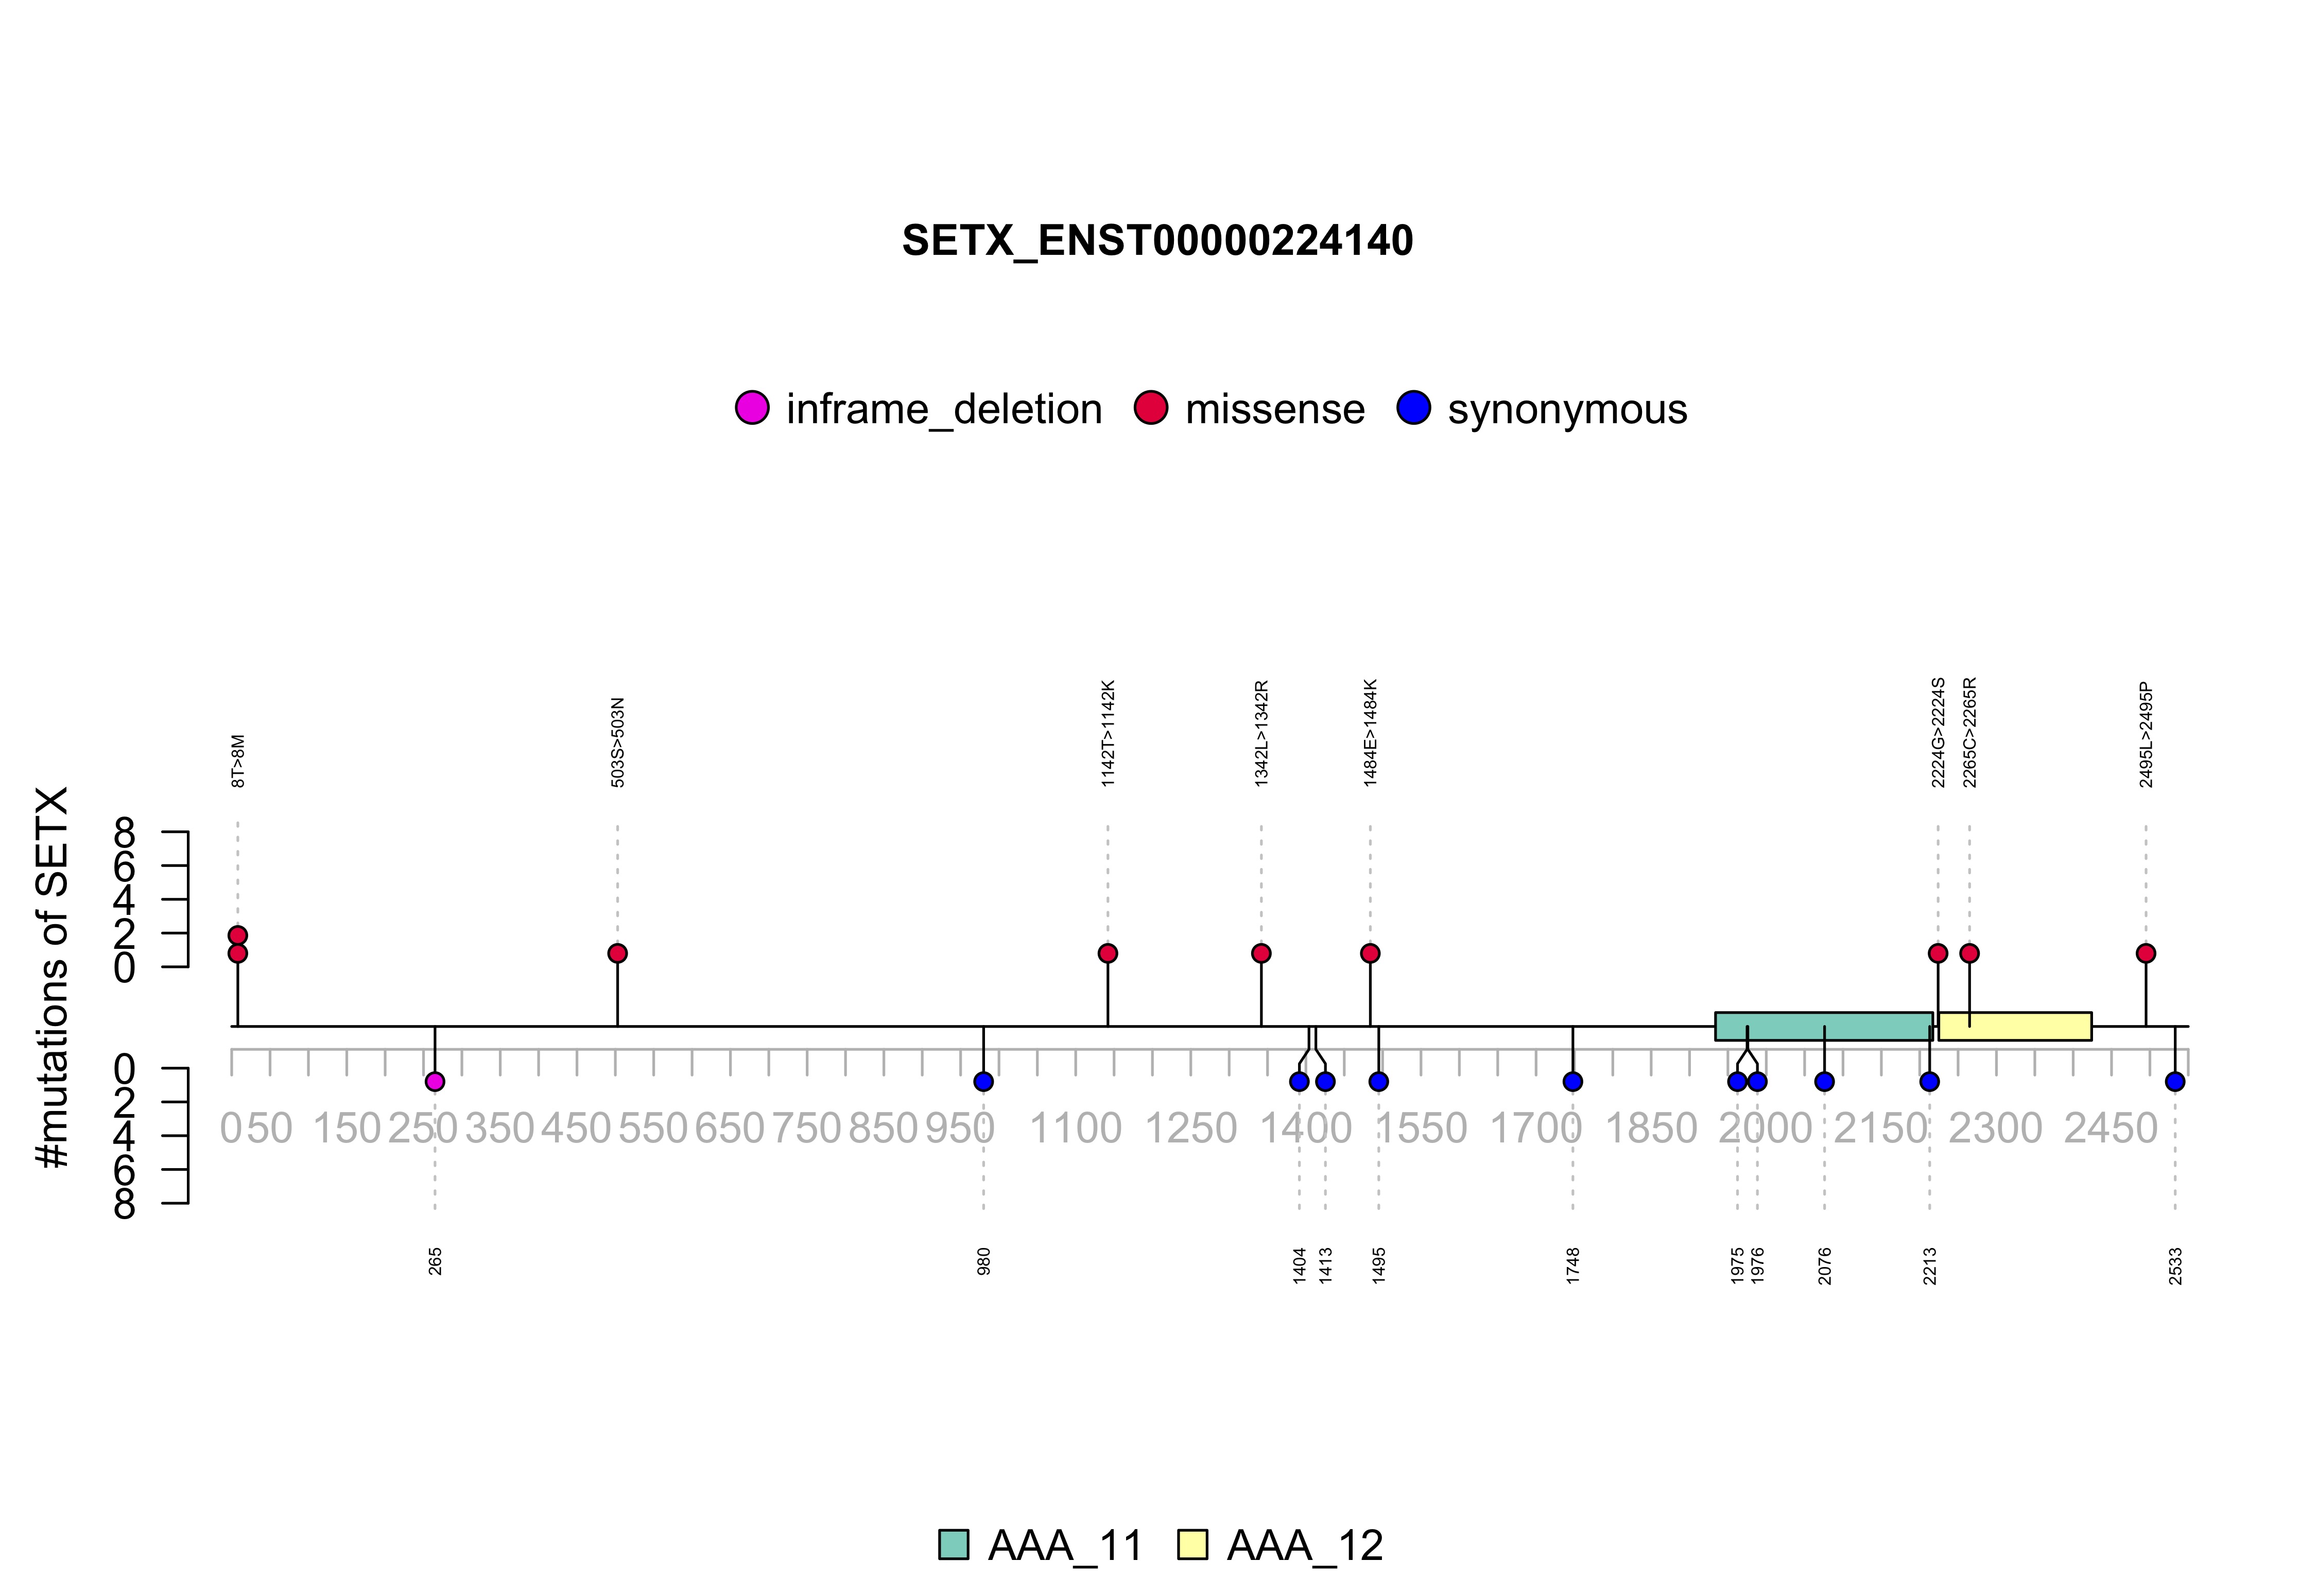 SETX_ENST00000224140
inframe_deletion missense synonymous
8T>8M 503S>503N 1142T>1142K 1342L>1342R 1484E>1484K 2224G>2224S 2265C>2265R 2495L>2495P
#mutations of SETX
8
6
4
2
0
0
2
4
6
8
0 50 150 250 350 450 550 650 750 850 950 1100 1250 1400 1550 1700 1850 2000 2150 2300 2450
265 980 1404 1413 1495 1748 1975 1976 2076 2213 2533
AAA_11 AAA_12